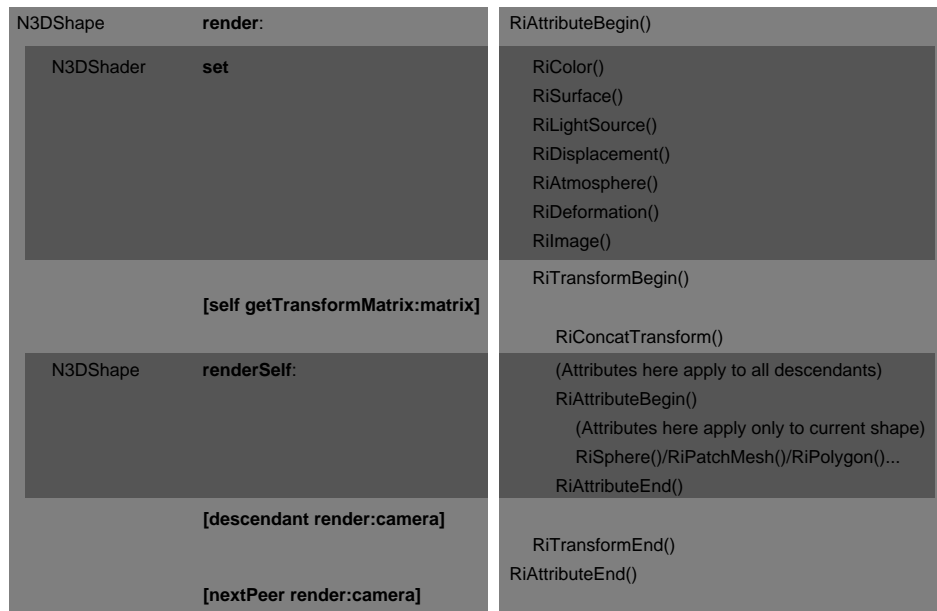 N3DShape render: RiAttributeBegin()
N3DShader set RiColor()
RiSurface()
RiLightSource()
RiDisplacement()
RiAtmosphere()
RiDeformation()
RiImage()
RiTransformBegin()
[self getTransformMatrix:matrix]
RiConcatTransform()
N3DShape renderSelf: (Attributes here apply to all descendants)
RiAttributeBegin()
(Attributes here apply only to current shape)
RiSphere()/RiPatchMesh()/RiPolygon()...
RiAttributeEnd()
[descendant render:camera]
RiTransformEnd()
RiAttributeEnd()
[nextPeer render:camera]